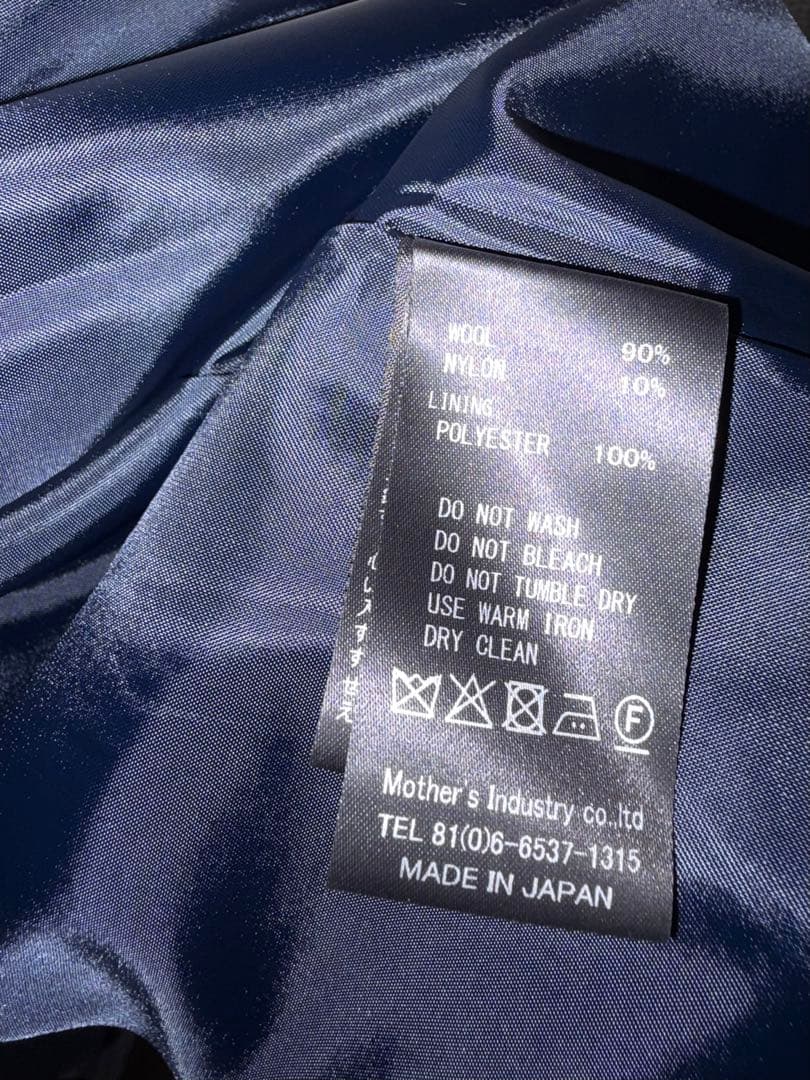 WOOL 90%
NYLON 10%
LINING
POLYESTER 100%
DO NOT WASH
DO NOT BLEACH
DO NOT TUMBLE DRY
USE WARM IRON
DRY CLEAN
F
Mother's Industry co.,ltd
TEL 81(0)6-6537-1315
MADE IN JAPAN